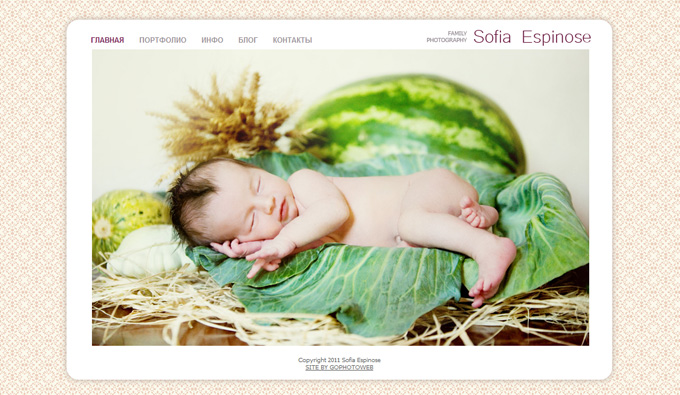 ГЛАВНАЯ ПОРТФОЛИО ИНФО БЛОГ КОНТАКТЫ
FAMILY
PHOTOGRAPHY
Sofia Espinose
Copyright 2011 Sofia Espinose
SITE BY GOPHOTOWEB